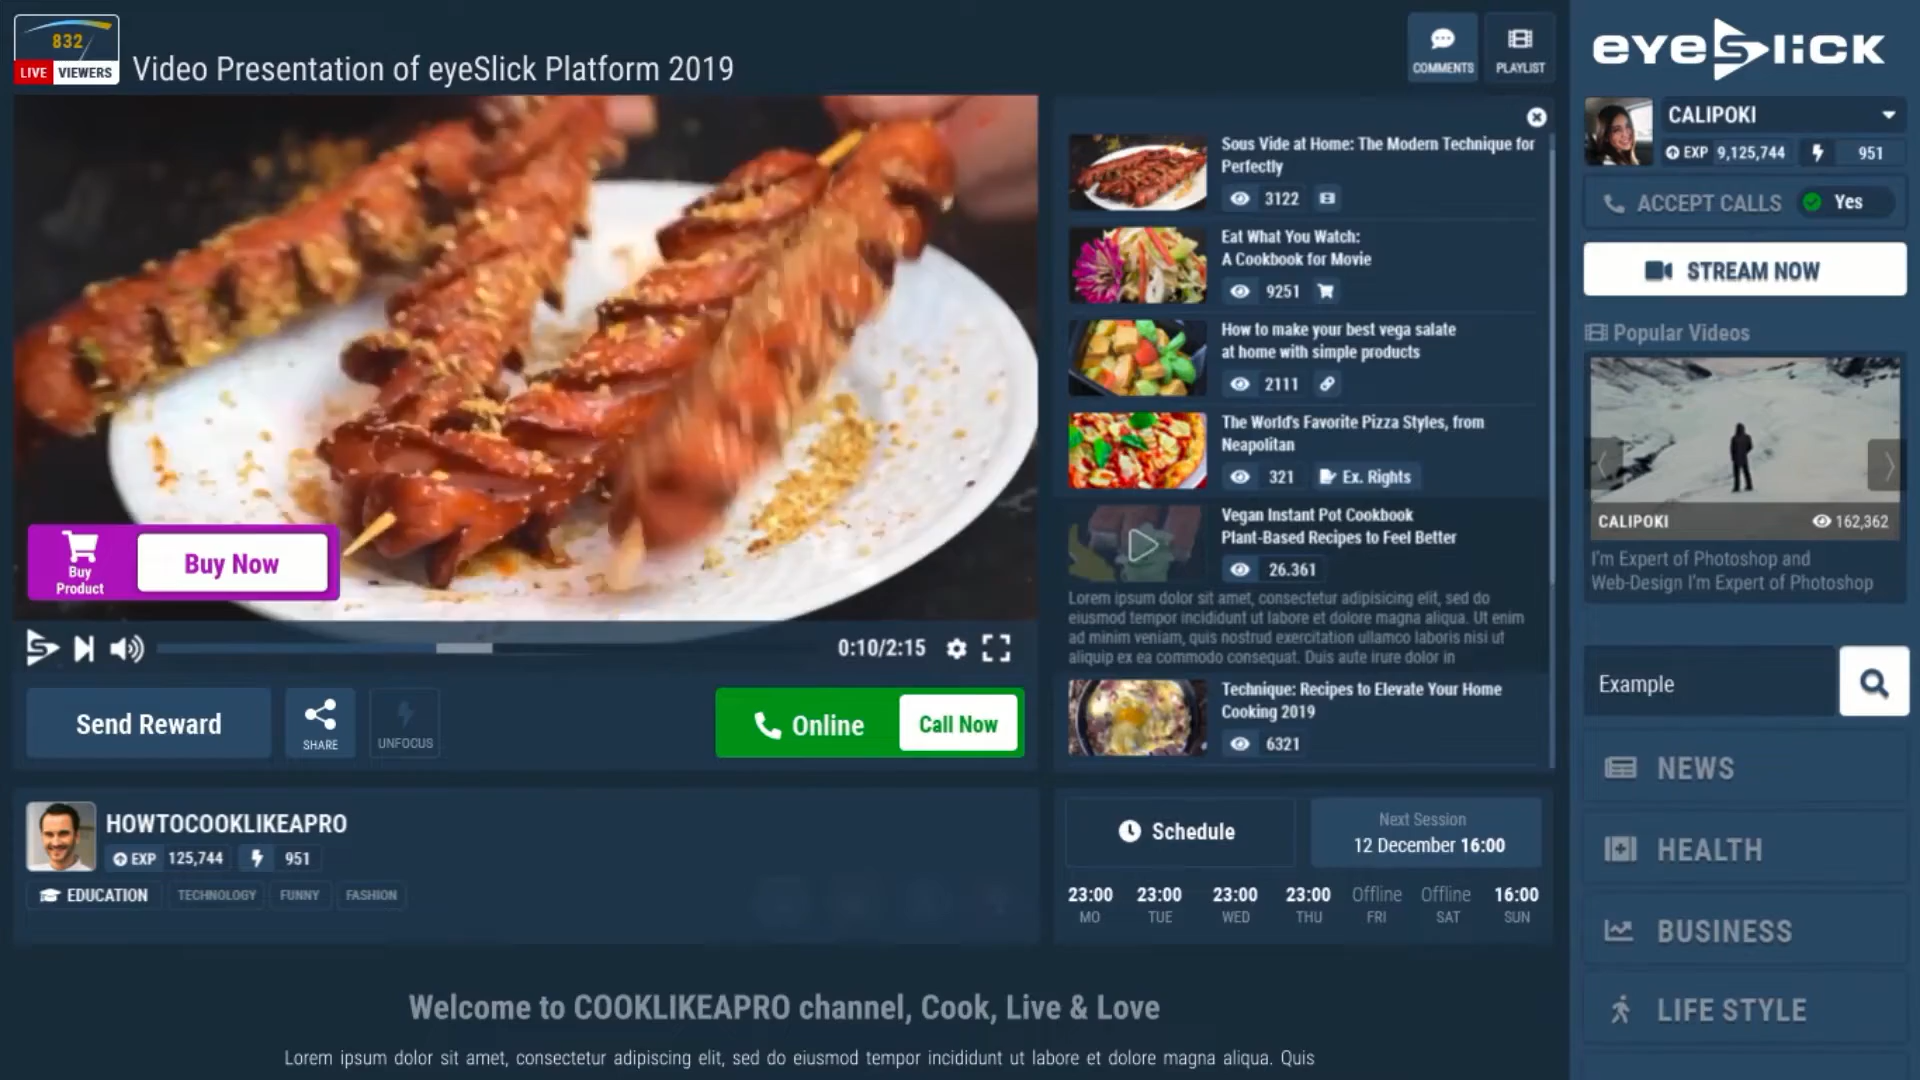 832
LIVE VIEWERS
Video Presentation of eyeSlick Platform 2019
COMMENTS
PLAYLIST
eyeSlick
CALIPOKI
EXP 9,125,744 951
ACCEPT CALLS Yes
STREAM NOW
Popular Videos
CALIPOKI 162,362
I'm Expert of Photoshop and
Web-Design I'm Expert of Photoshop
Example
NEWS
HEALTH
BUSINESS
LIFE STYLE
Sous Vide at Home: The Modern Technique for
Perfectly
3122
Eat What You Watch:
A Cookbook for Movie
9251
How to make your best vega salate
at home with simple products
2111
The World's Favorite Pizza Styles, from
Neapolitan
321 Ex. Rights
Vegan Instant Pot Cookbook
Plant-Based Recipes to Feel Better
26.361
Lorem ipsum dolor sit amet, consectetur adipisicing elit, sed do
eiusmod tempor incididunt ut labore et dolore magna aliqua. Ut enim
ad minim veniam, quis nostrud exercitation ullamco laboris nisi ut
aliquip ex ea commodo consequat. Duis aute irure dolor in
Technique: Recipes to Elevate Your Home
Cooking 2019
6321
Buy
Product
Buy Now
0:10/2:15
Send Reward
SHARE
UNFOCUS
Online
Call Now
HOWTOCOOKLIKEAPRO
EXP 125,744 951
EDUCATION TECHNOLOGY FUNNY FASHION
Schedule
Next Session
12 December 16:00
23:00 23:00 23:00 23:00 Offline Offline 16:00
MO TUE WED THU FRI SAT SUN
Welcome to COOKLIKEAPRO channel, Cook, Live & Love
Lorem ipsum dolor sit amet, consectetur adipiscing elit, sed do eiusmod tempor incididunt ut labore et dolore magna aliqua. Quis